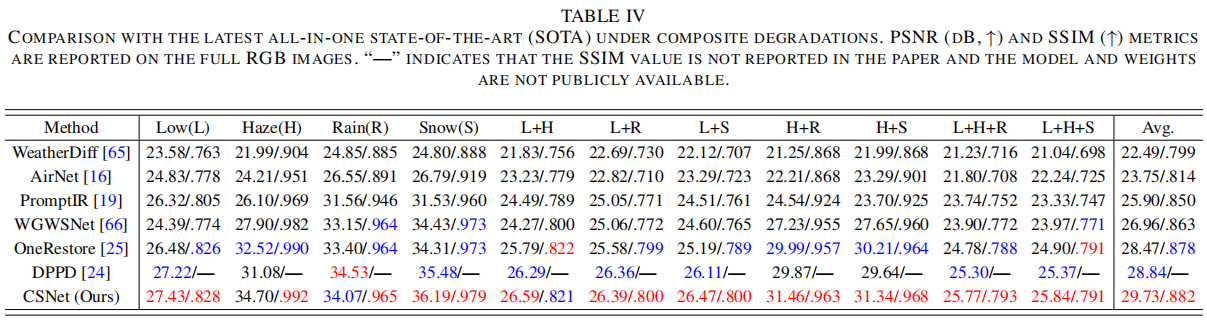 TABLE IV
COMPARISON WITH THE LATEST ALL-IN-ONE STATE-OF-THE-ART (SOTA) UNDER COMPOSITE DEGRADATIONS. PSNR (DB, ↑) AND SSIM (↑) METRICS
ARE REPORTED ON THE FULL RGB IMAGES. “—” INDICATES THAT THE SSIM VALUE IS NOT REPORTED IN THE PAPER AND THE MODEL AND WEIGHTS
ARE NOT PUBLICLY AVAILABLE.
Method Low(L) Haze(H) Rain(R) Snow(S) L+H L+R L+S H+R H+S L+H+R L+H+S Avg.
WeatherDiff [65] 23.58/.763 21.99/.904 24.85/.885 24.80/.888 21.83/.756 22.69/.730 22.12/.707 21.25/.868 21.99/.868 21.23/.716 21.04/.698 22.49/.799
AirNet [16] 24.83/.778 24.21/.951 26.55/.891 26.79/.919 23.23/.779 22.82/.710 23.29/.723 22.21/.868 23.29/.901 21.80/.708 22.24/.725 23.75/.814
PromptIR [19] 26.32/.805 26.10/.969 31.56/.946 31.53/.960 24.49/.789 25.05/.771 24.51/.761 24.54/.924 23.70/.925 23.74/.752 23.33/.747 25.90/.850
WGWSNet [66] 24.39/.774 27.90/.982 33.15/.964 34.43/.973 24.27/.800 25.06/.772 24.60/.765 27.23/.955 27.65/.960 23.90/.772 23.97/.771 26.96/.863
OneRestore [25] 26.48/.826 32.52/.990 33.40/.964 34.31/.973 25.79/.822 25.58/.799 25.19/.789 29.99/.957 30.21/.964 24.78/.788 24.90/.791 28.47/.878
DPPD [24] 27.22/— 31.08/— 34.53/— 35.48/— 26.29/— 26.36/— 26.11/— 29.87/— 29.64/— 25.30/— 25.37/— 28.84/—
CSNet (Ours) 27.43/.828 34.70/.992 34.07/.965 36.19/.979 26.59/.821 26.39/.800 26.47/.800 31.46/.963 31.34/.968 25.77/.793 25.84/.791 29.73/.882